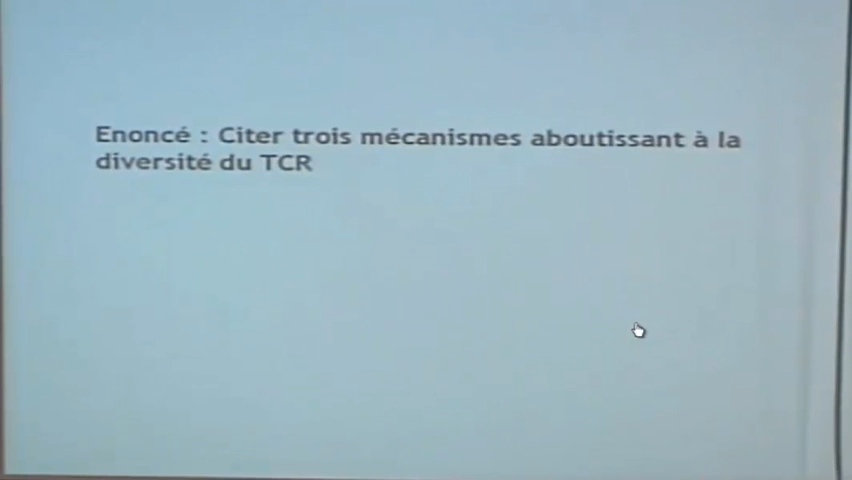 Enoncé : Citer trois mécanismes aboutissant à la
diversité du TCR